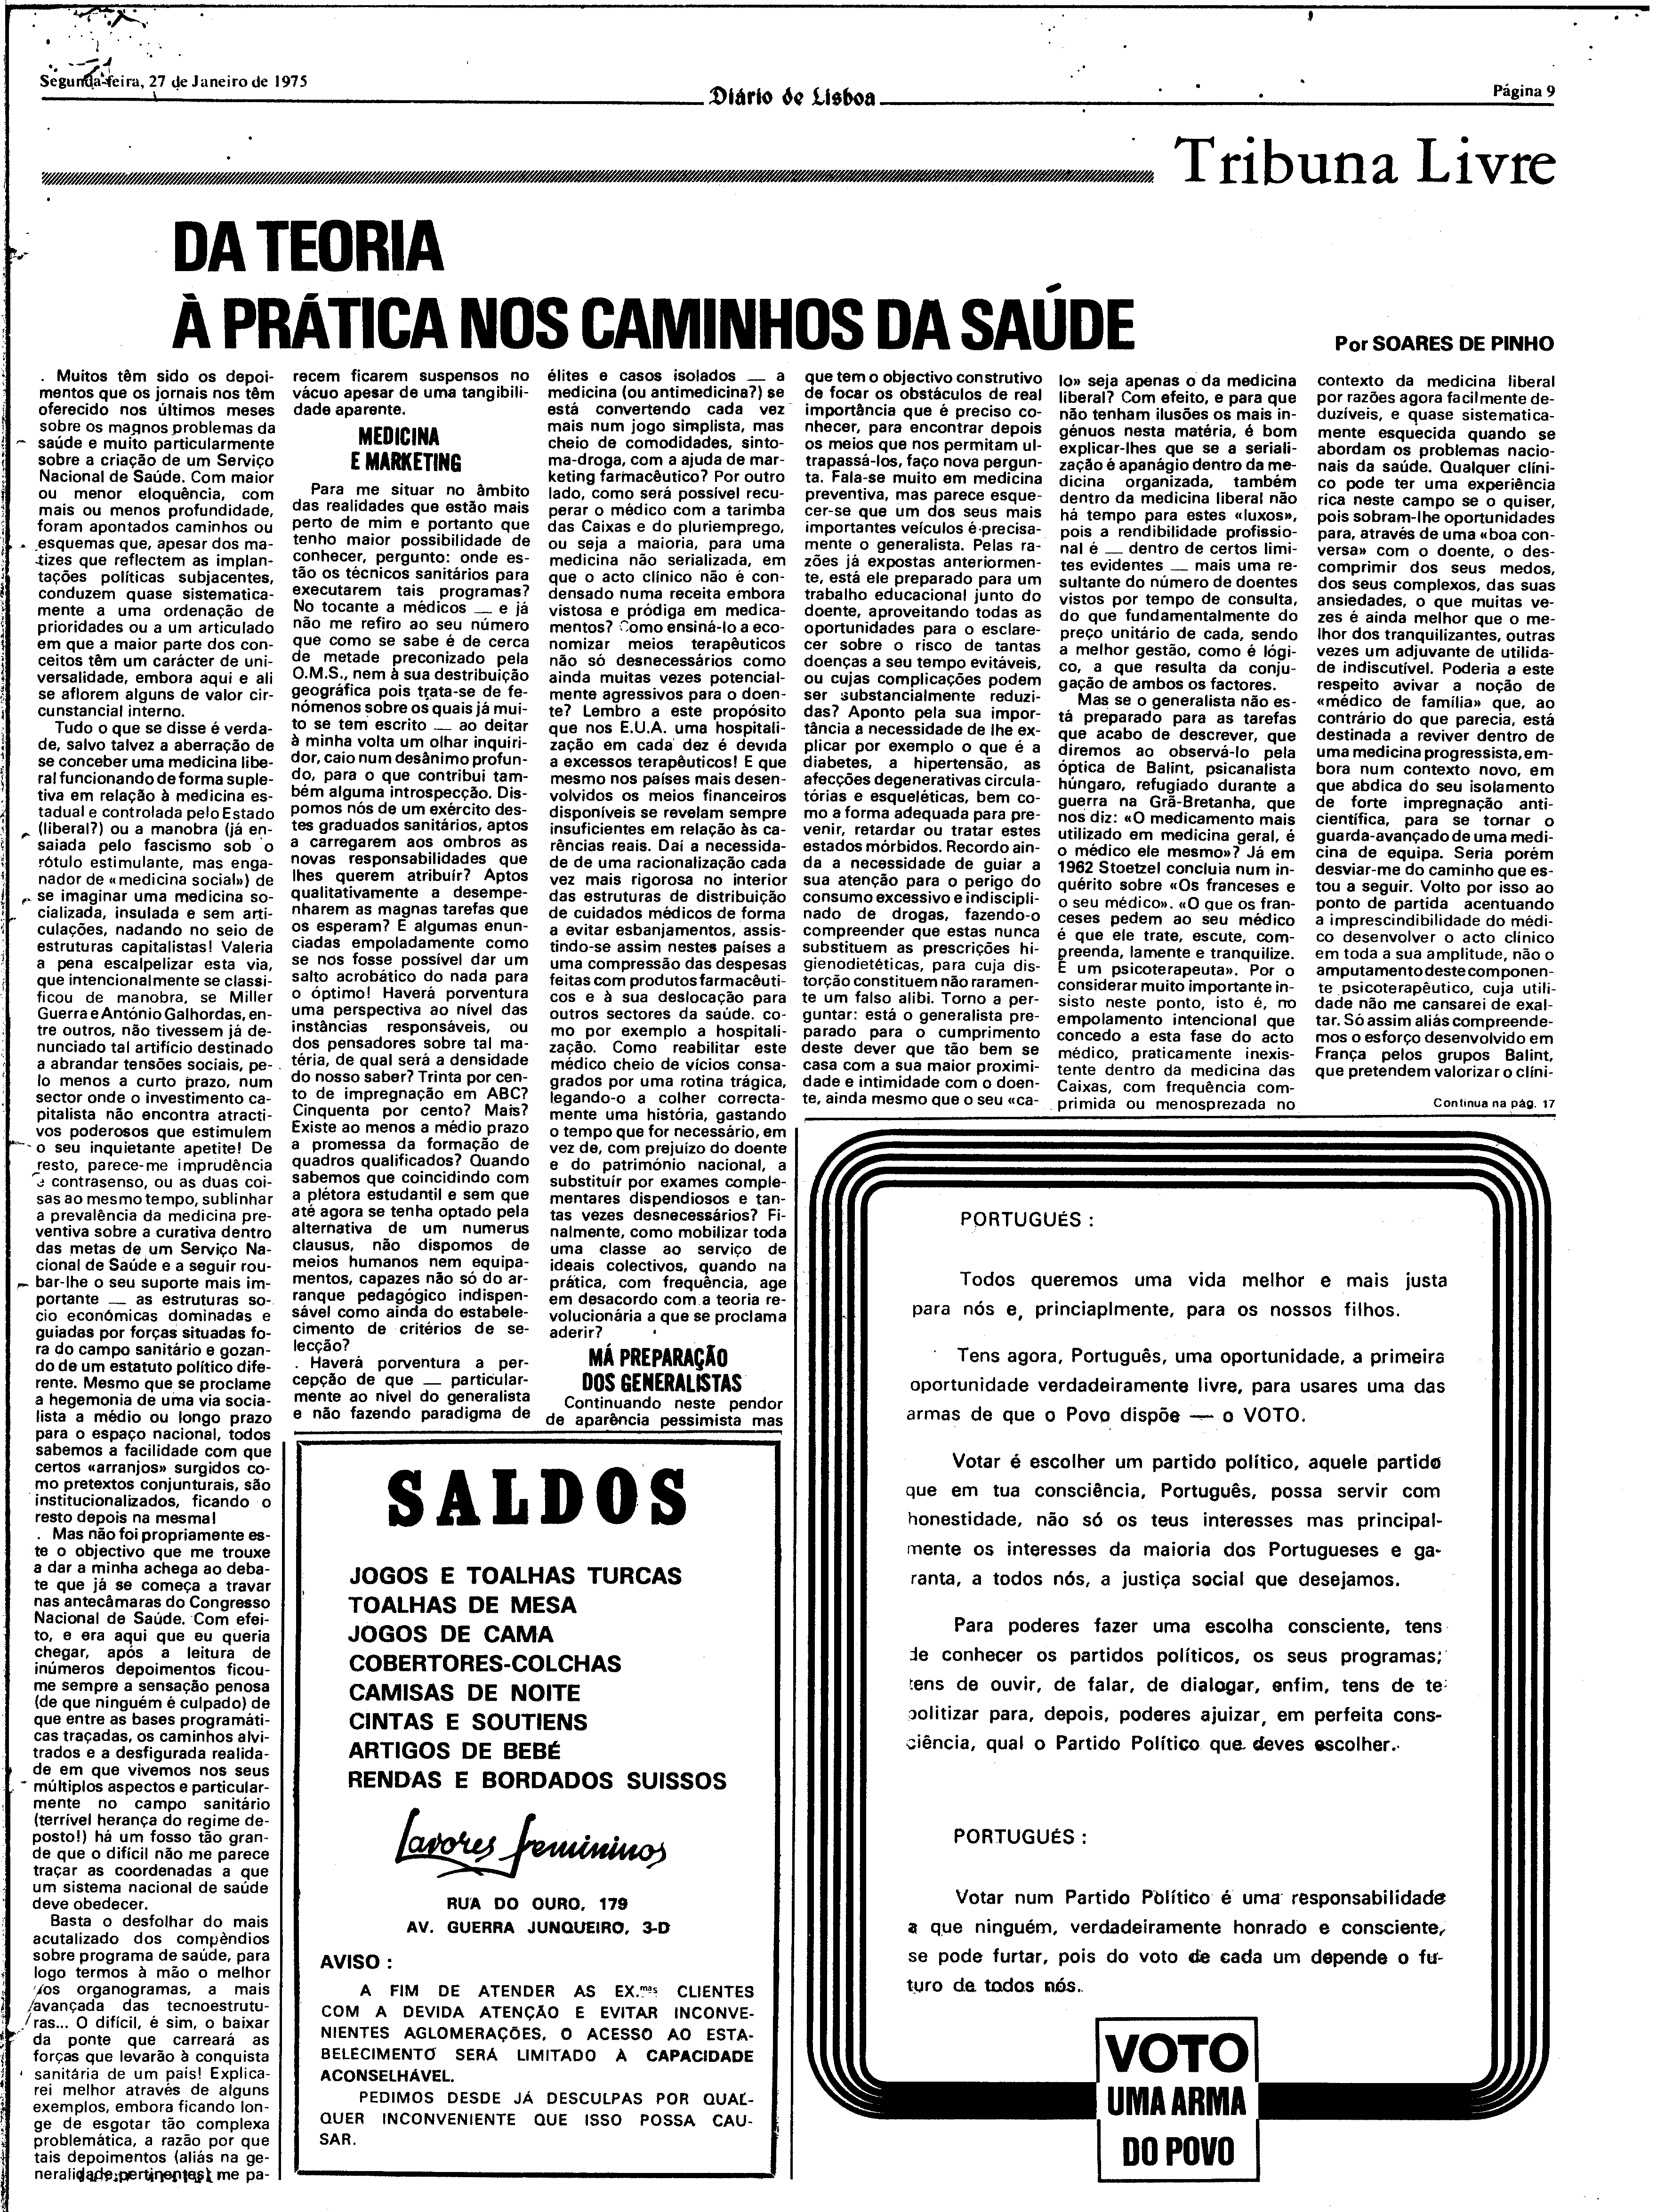 Segunda-feira, 27 de Janeiro de 1975
Diário de Lisboa
Página 9
Tribuna Livre
DA TEORIA
À PRÁTICA NOS CAMINHOS DA SAÚDE
Por SOARES DE PINHO
Muitos têm sido os depoi-
mentos que os jornais nos têm
oferecido nos últimos meses
sobre os magnos problemas da
saúde e muito particularmente
sobre a criação de um Serviço
Nacional de Saúde. Com maior
ou menor eloquência, com
mais ou menos profundidade,
foram apontados caminhos ou
esquemas que, apesar dos ma-
tizes que reflectem as implan-
tações políticas subjacentes,
conduzem quase sistematica-
mente a uma ordenação de
prioridades ou a um articulado
em que a maior parte dos con-
ceitos têm um carácter de uni-
versalidade, embora aqui e ali
se aflorem alguns de valor cir-
cunstancial interno.
Tudo o que se disse é verda-
de, salvo talvez a aberração de
se conceber uma medicina libe-
ral funcionando de forma suple-
tiva em relação à medicina es-
tadual e controlada pelo Estado
(liberal?) ou a manobra (já en-
saiada pelo fascismo sob o
rótulo estimulante, mas enga-
nador de «medicina social») de
se imaginar uma medicina so-
cializada, insulada e sem arti-
culações, nadando no seio de
estruturas capitalistas! Valeria
a pena escalpelizar esta via,
que intencionalmente se classi-
ficou de manobra, se Miller
Guerra e António Galhordas, en-
tre outros, não tivessem já de-
nunciado tal artifício destinado
a abrandar tensões sociais, pe-
lo menos a curto prazo, num
sector onde o investimento ca-
pitalista não encontra atracti-
vos poderosos que estimulem
o seu inquietante apetite! De
resto, parece-me imprudência
e contrasenso, ou as duas coi-
sas ao mesmo tempo, sublinhar
a prevalência da medicina pre-
ventiva sobre a curativa dentro
das metas de um Serviço Na-
cional de Saúde e a seguir rou-
bar-lhe o seu suporte mais im-
portante — as estruturas so-
cio económicas dominadas e
guiadas por forças situadas fo-
ra do campo sanitário e gozan-
do de um estatuto político dife-
rente. Mesmo que se proclame
a hegemonia de uma via socia-
lista a médio ou longo prazo
para o espaço nacional, todos
sabemos a facilidade com que
certos «arranjos» surgidos co-
mo pretextos conjunturais, são
institucionalizados, ficando o
resto depois na mesma!
Mas não foi propriamente es-
te o objectivo que me trouxe
a dar a minha achega ao deba-
te que já se começa a travar
nas antecâmaras do Congresso
Nacional de Saúde. Com efei-
to, e era aqui que eu queria
chegar, após a leitura de
inúmeros depoimentos ficou-
me sempre a sensação penosa
(de que ninguém é culpado) de
que entre as bases programáti-
cas traçadas, os caminhos alvi-
trados e a desfigurada realida-
de em que vivemos nos seus
múltiplos aspectos e particular-
mente no campo sanitário
(terrível herança do regime de-
posto!) há um fosso tão gran-
de que o difícil não me parece
traçar as coordenadas a que
um sistema nacional de saúde
deve obedecer.
Basta o desfolhar do mais
acutalizado dos compêndios
sobre programa de saúde, para
logo termos à mão o melhor
dos organogramas, a mais
avançada das tecnoestrutu-
ras... O difícil, é sim, o baixar
da ponte que carreará as
forças que levarão à conquista
sanitária de um país! Explica-
rei melhor através de alguns
exemplos, embora ficando lon-
ge de esgotar tão complexa
problemática, a razão por que
tais depoimentos (aliás na ge-
neralidade pertinentes) me pa-
recem ficarem suspensos no
vácuo apesar de uma tangibili-
dade aparente.
MEDICINA
E MARKETING
Para me situar no âmbito
das realidades que estão mais
perto de mim e portanto que
tenho maior possibilidade de
conhecer, pergunto: onde es-
tão os técnicos sanitários para
executarem tais programas?
No tocante a médicos — e já
não me refiro ao seu número
que como se sabe é de cerca
de metade preconizado pela
O.M.S., nem à sua destribuição
geográfica pois trata-se de fe-
nómenos sobre os quais já mui-
to se tem escrito — ao deitar
à minha volta um olhar inquiri-
dor, caio num desânimo profun-
do, para o que contribui tam-
bém alguma introspecção. Dis-
pomos nós de um exército des-
tes graduados sanitários, aptos
a carregarem aos ombros as
novas responsabilidades que
lhes querem atribuír? Aptos
qualitativamente a desempe-
nharem as magnas tarefas que
os esperam? E algumas enun-
ciadas empoladamente como
se nos fosse possível dar um
salto acrobático do nada para
o óptimo! Haverá porventura
uma perspectiva ao nível das
instâncias responsáveis, ou
dos pensadores sobre tal ma-
téria, de qual será a densidade
do nosso saber? Trinta por cen-
to de impregnação em ABC?
Cinquenta por cento? Mais?
Existe ao menos a médio prazo
a promessa da formação de
quadros qualificados? Quando
sabemos que coincidindo com
a plétora estudantil e sem que
até agora se tenha optado pela
alternativa de um numerus
clausus, não dispomos de
meios humanos nem equipa-
mentos, capazes não só do ar-
ranque pedagógico indispen-
sável como ainda do estabele-
cimento de critérios de se-
lecção?
Haverá porventura a per-
cepção de que — particular-
mente ao nível do generalista
e não fazendo paradigma de
élites e casos isolados — a
medicina (ou antimedicina?) se
está convertendo cada vez
mais num jogo simplista, mas
cheio de comodidades, sinto-
ma-droga, com a ajuda de mar-
keting farmacêutico? Por outro
lado, como será possível recu-
perar o médico com a tarimba
das Caixas e do pluriemprego,
ou seja a maioria, para uma
medicina não serializada, em
que o acto clínico não é con-
densado numa receita embora
vistosa e pródiga em medica-
mentos? Como ensiná-lo a eco-
nomizar meios terapêuticos
não só desnecessários como
ainda muitas vezes potencial-
mente agressivos para o doen-
te? Lembro a este propósito
que nos E.U.A. uma hospitali-
zação em cada dez é devida
a excessos terapêuticos! E que
mesmo nos países mais desen-
volvidos os meios financeiros
disponíveis se revelam sempre
insuficientes em relação às ca-
rências reais. Daí a necessida-
de de uma racionalização cada
vez mais rigorosa no interior
das estruturas de distribuição
de cuidados médicos de forma
a evitar esbanjamentos, assis-
tindo-se assim nestes países a
uma compressão das despesas
feitas com produtos farmacêuti-
cos e à sua deslocação para
outros sectores da saúde. co-
mo por exemplo a hospitali-
zação. Como reabilitar este
médico cheio de vícios consa-
grados por uma rotina trágica,
legando-o a colher correcta-
mente uma história, gastando
o tempo que for necessário, em
vez de, com prejuízo do doente
e do património nacional, a
substituír por exames comple-
mentares dispendiosos e tan-
tas vezes desnecessários? Fi-
nalmente, como mobilizar toda
uma classe ao serviço de
ideais colectivos, quando na
prática, com frequência, age
em desacordo com a teoria re-
volucionária a que se proclama
aderir?
MÁ PREPARAÇÃO
DOS GENERALISTAS
Continuando neste pendor
de aparência pessimista mas
que tem o objectivo construtivo
de focar os obstáculos de real
importância que é preciso co-
nhecer, para encontrar depois
os meios que nos permitam ul-
trapassá-los, faço nova pergun-
ta. Fala-se muito em medicina
preventiva, mas parece esque-
cer-se que um dos seus mais
importantes veículos é precisa-
mente o generalista. Pelas ra-
zões já expostas anteriormen-
te, está ele preparado para um
trabalho educacional junto do
doente, aproveitando todas as
oportunidades para o esclare-
cer sobre o risco de tantas
doenças a seu tempo evitáveis,
ou cujas complicações podem
ser substancialmente reduzi-
das? Aponto pela sua impor-
tância a necessidade de lhe ex-
plicar por exemplo o que é a
diabetes, a hipertensão, as
afecções degenerativas circula-
tórias e esqueléticas, bem co-
mo a forma adequada para pre-
venir, retardar ou tratar estes
estados mórbidos. Recordo ain-
da a necessidade de guiar a
sua atenção para o perigo do
consumo excessivo e indiscipli-
nado de drogas, fazendo-o
compreender que estas nunca
substituem as prescrições hi-
gienodietéticas, para cuja dis-
torção constituem não raramen-
te um falso alibi. Torno a per-
guntar: está o generalista pre-
parado para o cumprimento
deste dever que tão bem se
casa com a sua maior proximi-
dade e intimidade com o doen-
te, ainda mesmo que o seu «ca-
lo» seja apenas o da medicina
liberal? Com efeito, e para que
não tenham ilusões os mais in-
génuos nesta matéria, é bom
explicar-lhes que se a seriali-
zação é apanágio dentro da me-
dicina organizada, também
dentro da medicina liberal não
há tempo para estes «luxos»,
pois a rendibilidade profissio-
nal é — dentro de certos limi-
tes evidentes — mais uma re-
sultante do número de doentes
vistos por tempo de consulta,
do que fundamentalmente do
preço unitário de cada, sendo
a melhor gestão, como é lógi-
co, a que resulta da conju-
gação de ambos os factores.
Mas se o generalista não es-
tá preparado para as tarefas
que acabo de descrever, que
diremos ao observá-lo pela
óptica de Balint, psicanalista
húngaro, refugiado durante a
guerra na Grã-Bretanha, que
nos diz: «O medicamento mais
utilizado em medicina geral, é
o médico ele mesmo»? Já em
1962 Stoetzel concluia num in-
quérito sobre «Os franceses e
o seu médico». «O que os fran-
ceses pedem ao seu médico
é que ele trate, escute, com-
preenda, lamente e tranquilize.
É um psicoterapeuta». Por o
considerar muito importante in-
sisto neste ponto, isto é, no
empolamento intencional que
concedo a esta fase do acto
médico, praticamente inexis-
tente dentro da medicina das
Caixas, com frequência com-
primida ou menosprezada no
contexto da medicina liberal
por razões agora facilmente de-
duzíveis, e quase sistematica-
mente esquecida quando se
abordam os problemas nacio-
nais da saúde. Qualquer clíni-
co pode ter uma experiência
rica neste campo se o quiser,
pois sobram-lhe oportunidades
para, através de uma «boa con-
versa» com o doente, o des-
comprimir dos seus medos,
dos seus complexos, das suas
ansiedades, o que muitas ve-
zes é ainda melhor que o me-
lhor dos tranquilizantes, outras
vezes um adjuvante de utilida-
de indiscutível. Poderia a este
respeito avivar a noção de
«médico de família» que, ao
contrário do que parecia, está
destinada a reviver dentro de
uma medicina progressista, em-
bora num contexto novo, em
que abdica do seu isolamento
de forte impregnação anti-
científica, para se tornar o
guarda-avançado de uma medi-
cina de equipa. Seria porém
desviar-me do caminho que es-
tou a seguir. Volto por isso ao
ponto de partida acentuando
a imprescindibilidade do médi-
co desenvolver o acto clínico
em toda a sua amplitude, não o
amputamento deste componen-
te psicoterapêutico, cuja utili-
dade não me cansarei de exal-
tar. Só assim aliás compreende-
mos o esforço desenvolvido em
França pelos grupos Balint,
que pretendem valorizar o clíni-
Continua na pág. 17
SALDOS
JOGOS E TOALHAS TURCAS
TOALHAS DE MESA
JOGOS DE CAMA
COBERTORES-COLCHAS
CAMISAS DE NOITE
CINTAS E SOUTIENS
ARTIGOS DE BEBÉ
RENDAS E BORDADOS SUISSOS
Lavores femininos
RUA DO OURO, 179
AV. GUERRA JUNQUEIRO, 3-D
AVISO :
A FIM DE ATENDER AS EX.mas CLIENTES
COM A DEVIDA ATENÇÃO E EVITAR INCONVE-
NIENTES AGLOMERAÇÕES, O ACESSO AO ESTA-
BELECIMENTO SERÁ LIMITADO À CAPACIDADE
ACONSELHÁVEL.
PEDIMOS DESDE JÁ DESCULPAS POR QUAL-
QUER INCONVENIENTE QUE ISSO POSSA CAU-
SAR.
PORTUGUÉS :
Todos queremos uma vida melhor e mais justa
para nós e, princiaplmente, para os nossos filhos.
Tens agora, Português, uma oportunidade, a primeira
oportunidade verdadeiramente livre, para usares uma das
armas de que o Povo dispõe — o VOTO.
Votar é escolher um partido político, aquele partido
que em tua consciência, Português, possa servir com
honestidade, não só os teus interesses mas principal-
mente os interesses da maioria dos Portugueses e ga-
ranta, a todos nós, a justiça social que desejamos.
Para poderes fazer uma escolha consciente, tens
de conhecer os partidos políticos, os seus programas;
tens de ouvir, de falar, de dialogar, enfim, tens de te
politizar para, depois, poderes ajuizar, em perfeita cons-
ciência, qual o Partido Político que deves escolher.
PORTUGUÉS :
Votar num Partido Político é uma responsabilidade
a que ninguém, verdadeiramente honrado e consciente,
se pode furtar, pois do voto de cada um depende o fu-
turo de todos nós.
VOTO
UMA ARMA
DO POVO